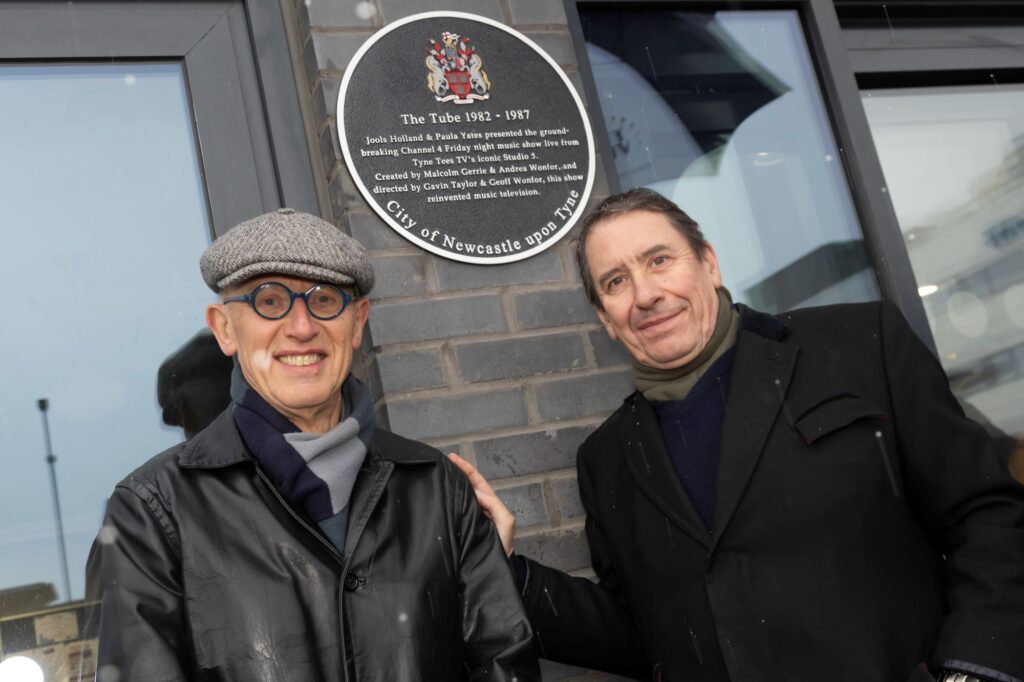 The Tube 1982 - 1987
Jools Holland & Paula Yates presented the ground-
breaking Channel 4 Friday night music show live from
Tyne Tees TV's iconic Studio 5.
Created by Malcolm Gerrie & Andrea Wonfor, and
directed by Gavin Taylor & Geoff Wonfor, this show
reinvented music television.
City of Newcastle upon Tyne